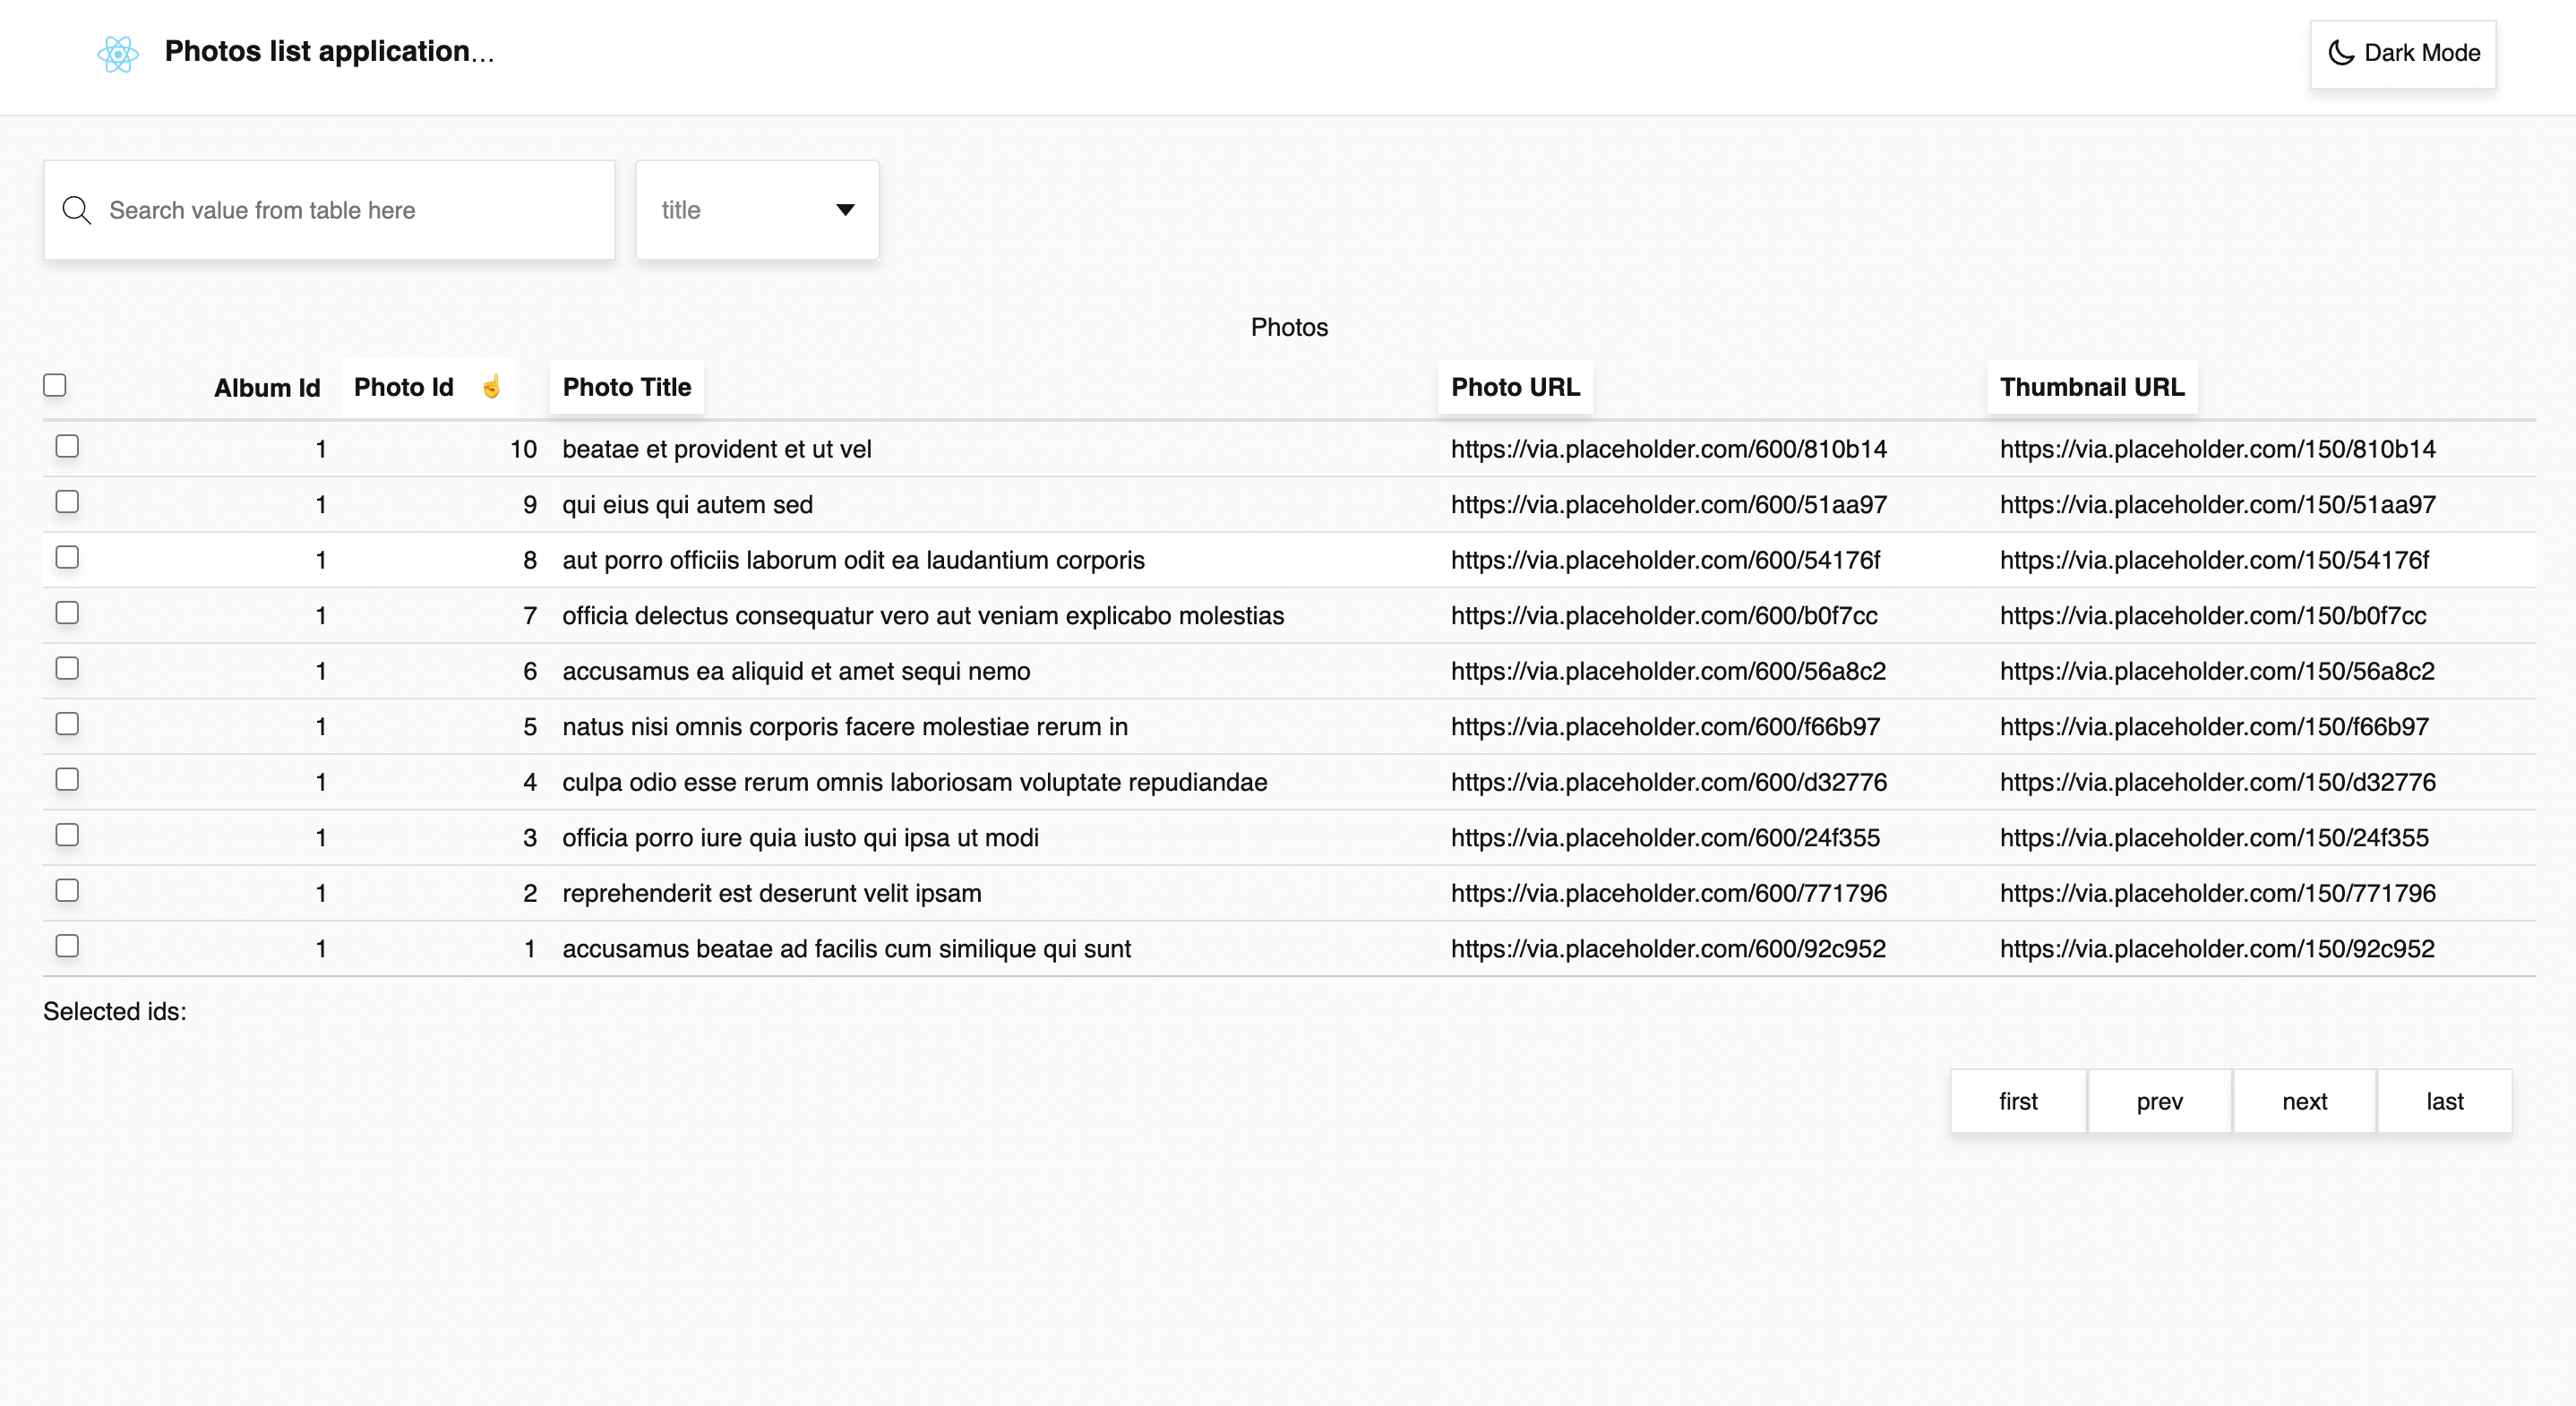 Photos list application...
Dark Mode
Search value from table here
title
Photos
Album Id Photo Id ☝️ Photo Title Photo URL Thumbnail URL
1 10 beatae et provident et ut vel https://via.placeholder.com/600/810b14 https://via.placeholder.com/150/810b14
1 9 qui eius qui autem sed https://via.placeholder.com/600/51aa97 https://via.placeholder.com/150/51aa97
1 8 aut porro officiis laborum odit ea laudantium corporis https://via.placeholder.com/600/54176f https://via.placeholder.com/150/54176f
1 7 officia delectus consequatur vero aut veniam explicabo molestias https://via.placeholder.com/600/b0f7cc https://via.placeholder.com/150/b0f7cc
1 6 accusamus ea aliquid et amet sequi nemo https://via.placeholder.com/600/56a8c2 https://via.placeholder.com/150/56a8c2
1 5 natus nisi omnis corporis facere molestiae rerum in https://via.placeholder.com/600/f66b97 https://via.placeholder.com/150/f66b97
1 4 culpa odio esse rerum omnis laboriosam voluptate repudiandae https://via.placeholder.com/600/d32776 https://via.placeholder.com/150/d32776
1 3 officia porro iure quia iusto qui ipsa ut modi https://via.placeholder.com/600/24f355 https://via.placeholder.com/150/24f355
1 2 reprehenderit est deserunt velit ipsam https://via.placeholder.com/600/771796 https://via.placeholder.com/150/771796
1 1 accusamus beatae ad facilis cum similique qui sunt https://via.placeholder.com/600/92c952 https://via.placeholder.com/150/92c952
Selected ids:
first prev next last